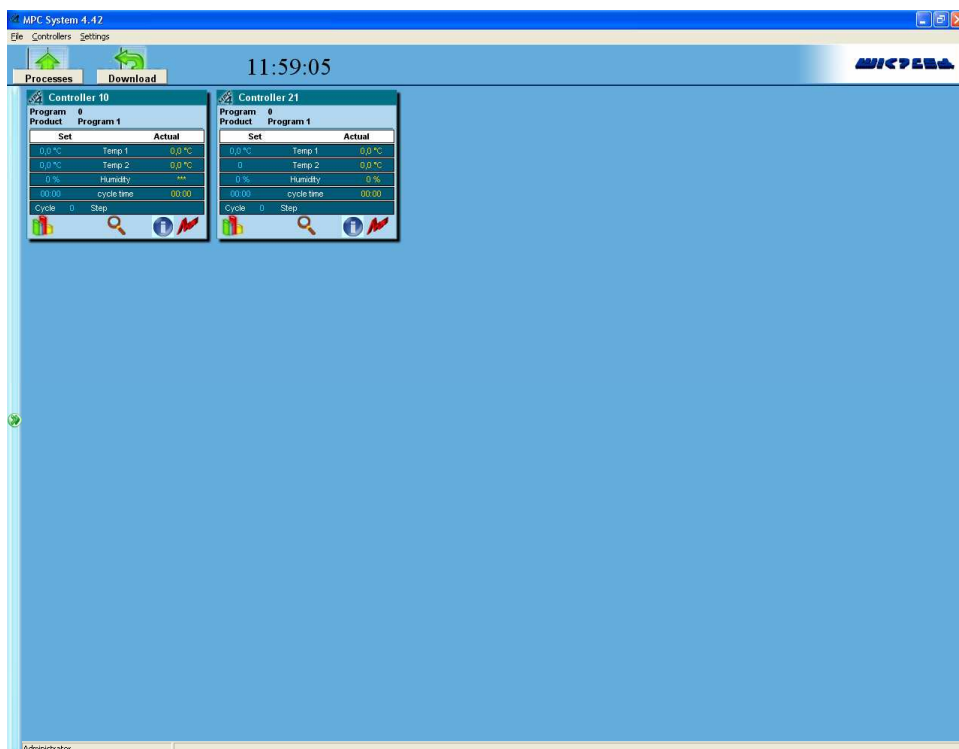 MPC System 4.42
File Controllers Settings
Processes Download 11:59:05
Controller 10
Program 0
Product Program 1
Set Actual
0,0 °C Temp 1 0,0 °C
0,0 °C Temp 2 0,0 °C
0 % Humidity ***
00:00 cycle time 00:00
Cycle 0 Step
Controller 21
Program 0
Product Program 1
Set Actual
0,0 °C Temp 1 0,0 °C
0 Temp 2 0,0 °C
0 % Humidity 0 %
00:00 cycle time 00:00
Cycle 0 Step
Administrator